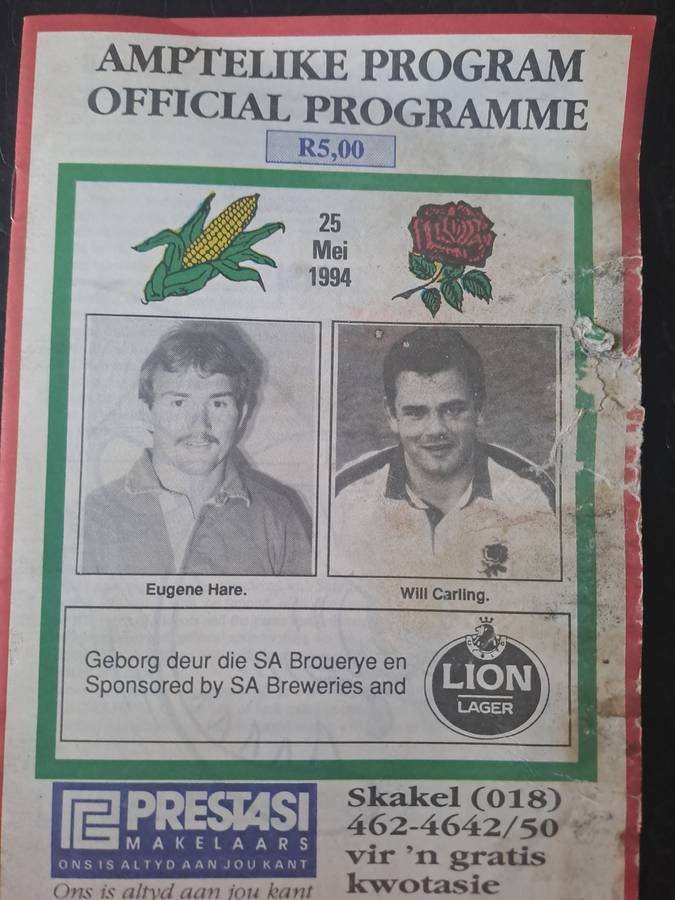 AMPTELIKE PROGRAM
OFFICIAL PROGRAMME
R5,00
25
Mei
1994
Eugene Hare.
Will Carling.
Geborg deur die SA Brouerye en
Sponsored by SA Breweries and
LION
LAGER
PRESTASI
MAKELAARS
ONS IS ALTYD AAN JOU KANT
Ons is altyd aan jou kant
Skakel (018)
462-4642/50
vir 'n gratis
kwotasie